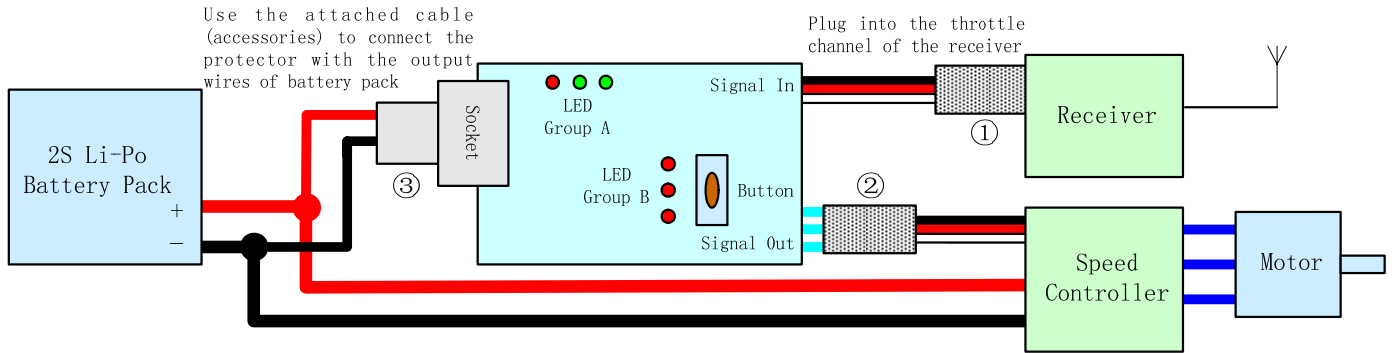 Use the attached cable
(accessories) to connect the
protector with the output
wires of battery pack
Plug into the throttle
channel of the receiver
2S Li-Po
Battery Pack
+
−
③
Socket
LED
Group A
LED
Group B
Signal In
Button
Signal Out
①
②
Receiver
Speed
Controller
Motor